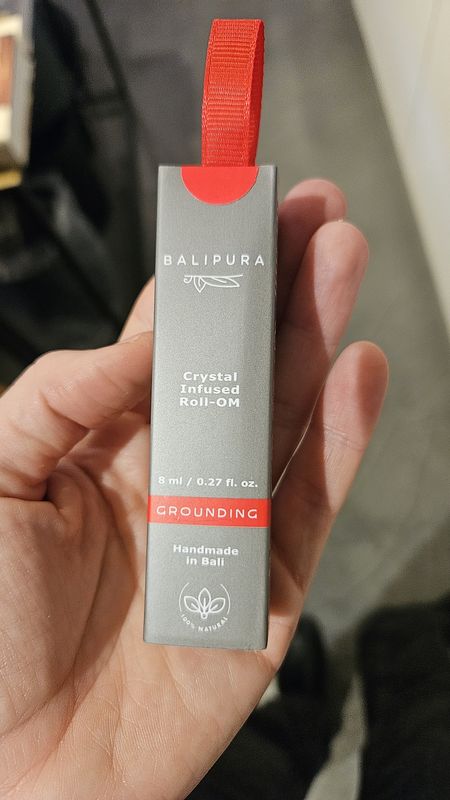 BALIPURA
Crystal
Infused
Roll-OM
8 ml / 0.27 fl. oz.
GROUNDING
Handmade
in Bali
100% NATURAL